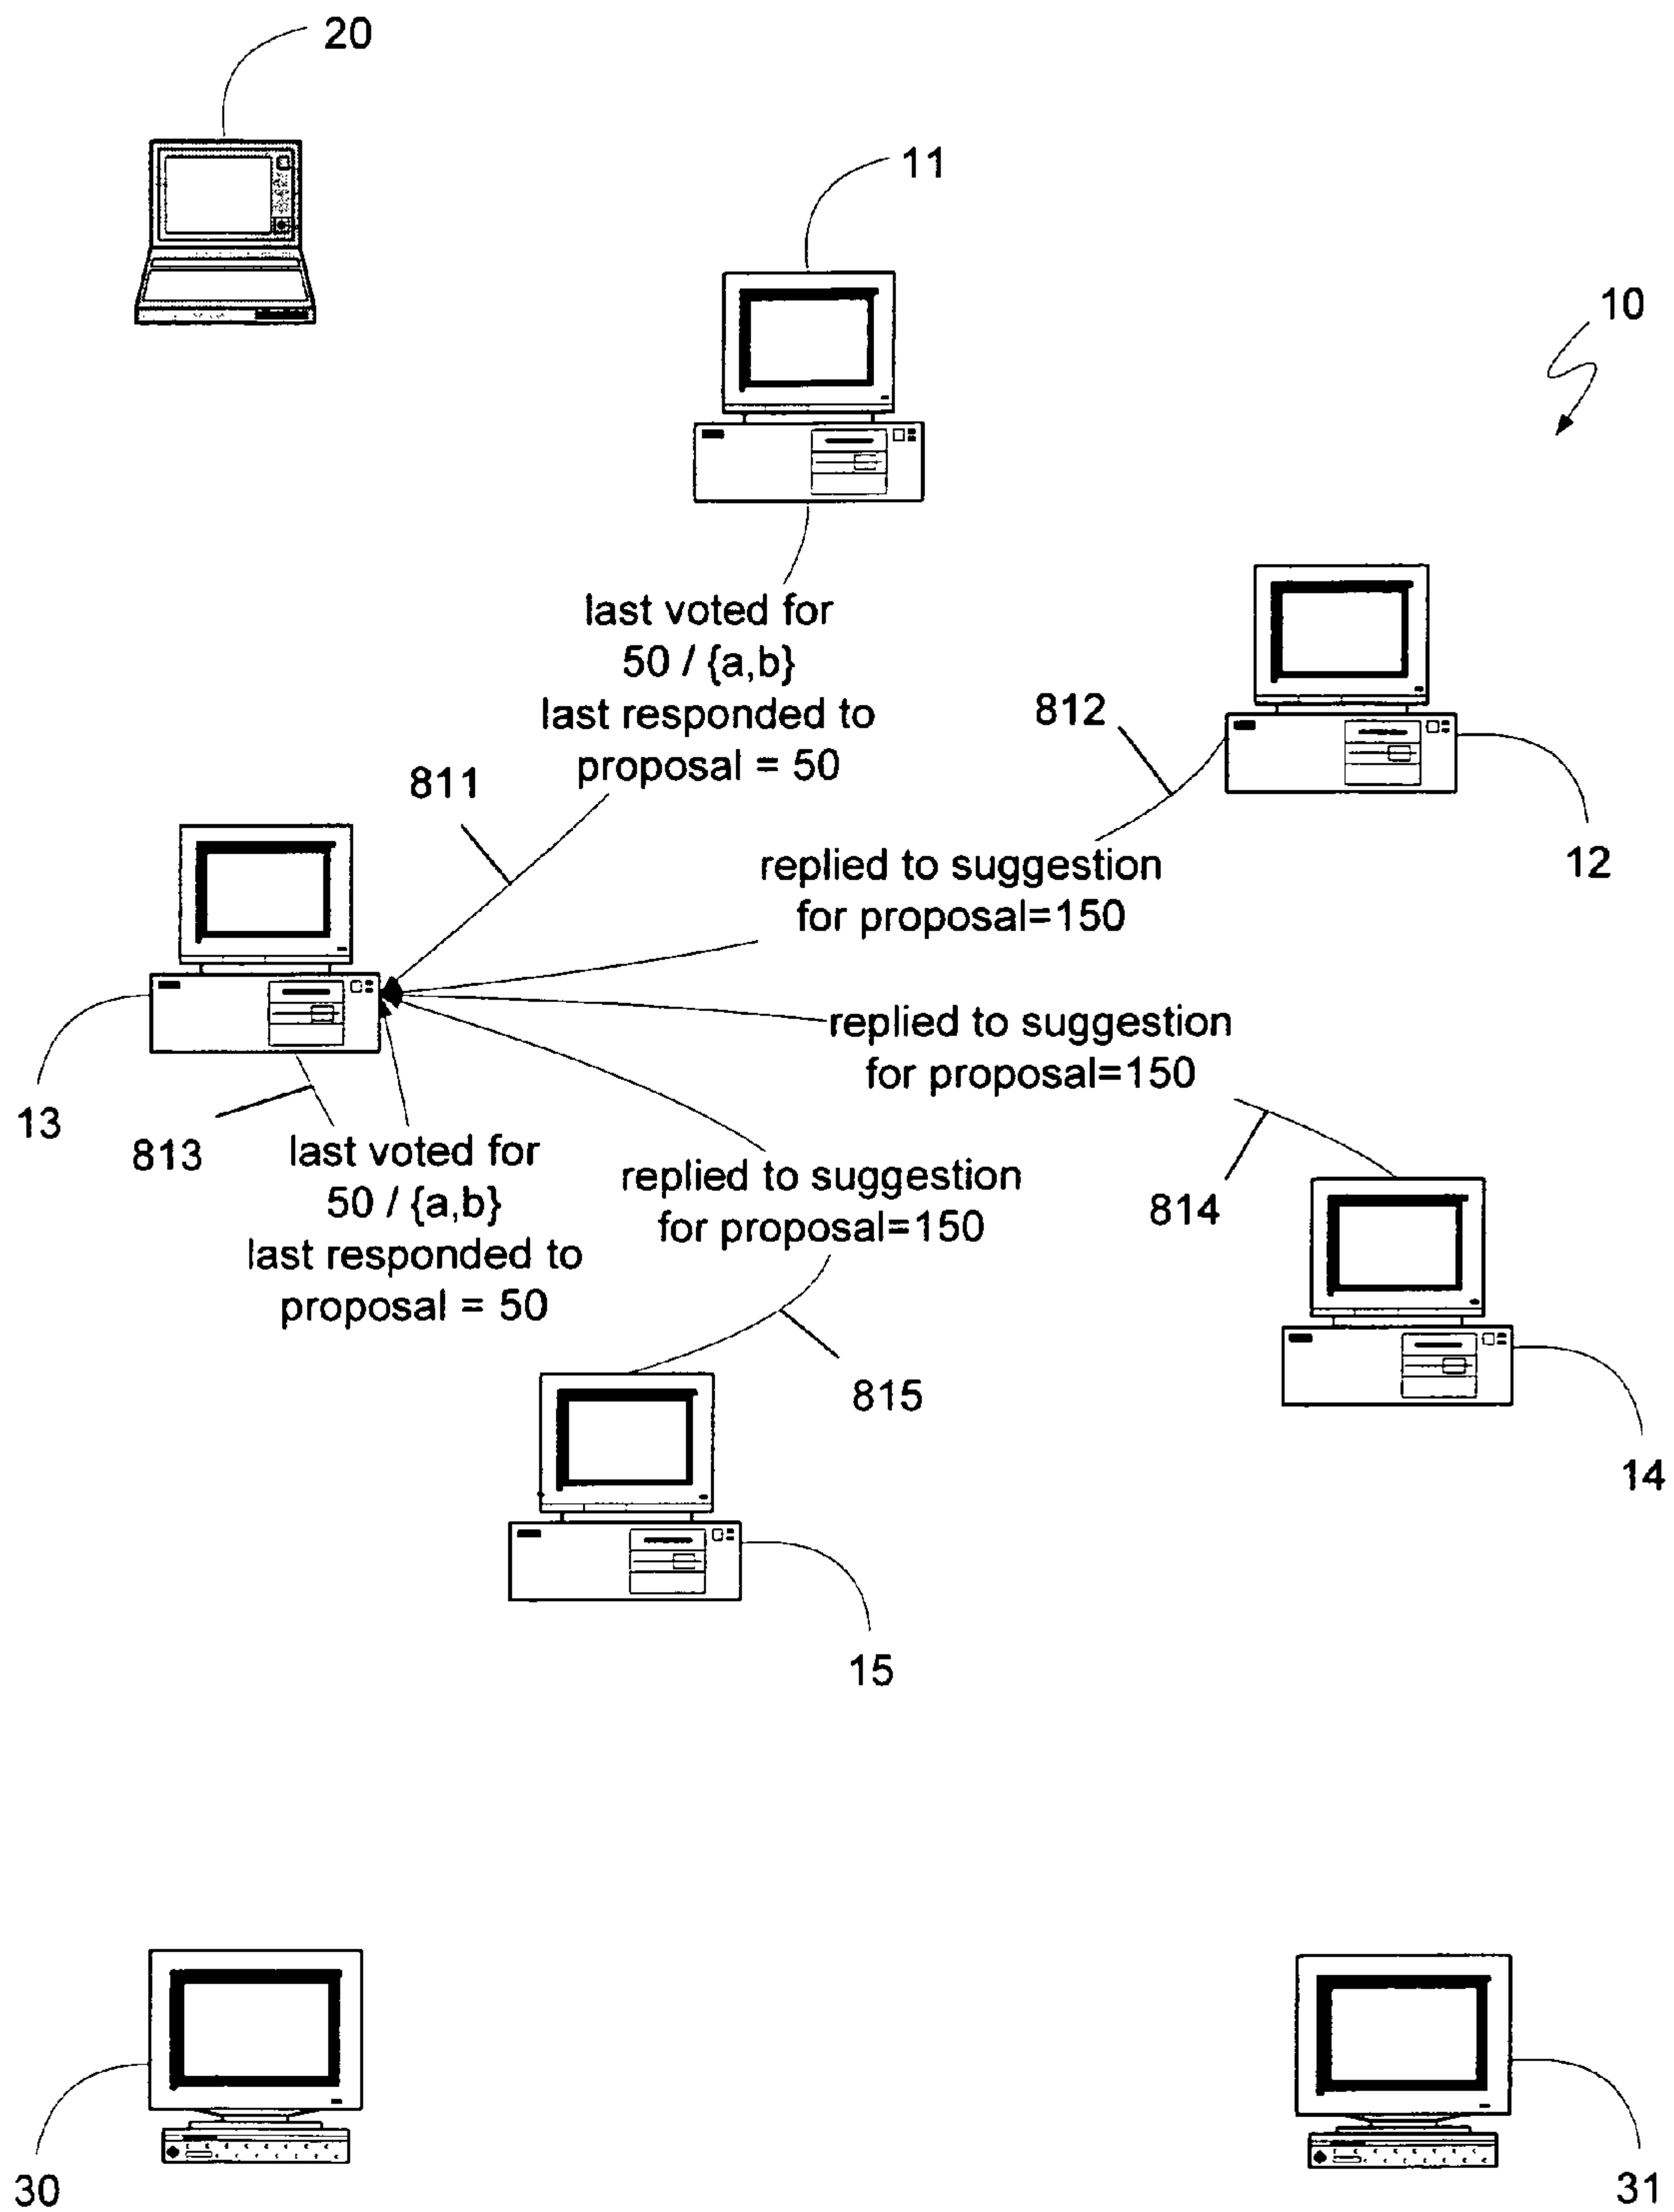 20
11
10
last voted for
50 / {a,b}
last responded to
proposal = 50
811
812
12
replied to suggestion
for proposal=150
replied to suggestion
for proposal=150
13
813
last voted for
50 / {a,b}
last responded to
proposal = 50
replied to suggestion
for proposal=150
814
815
14
15
30
31